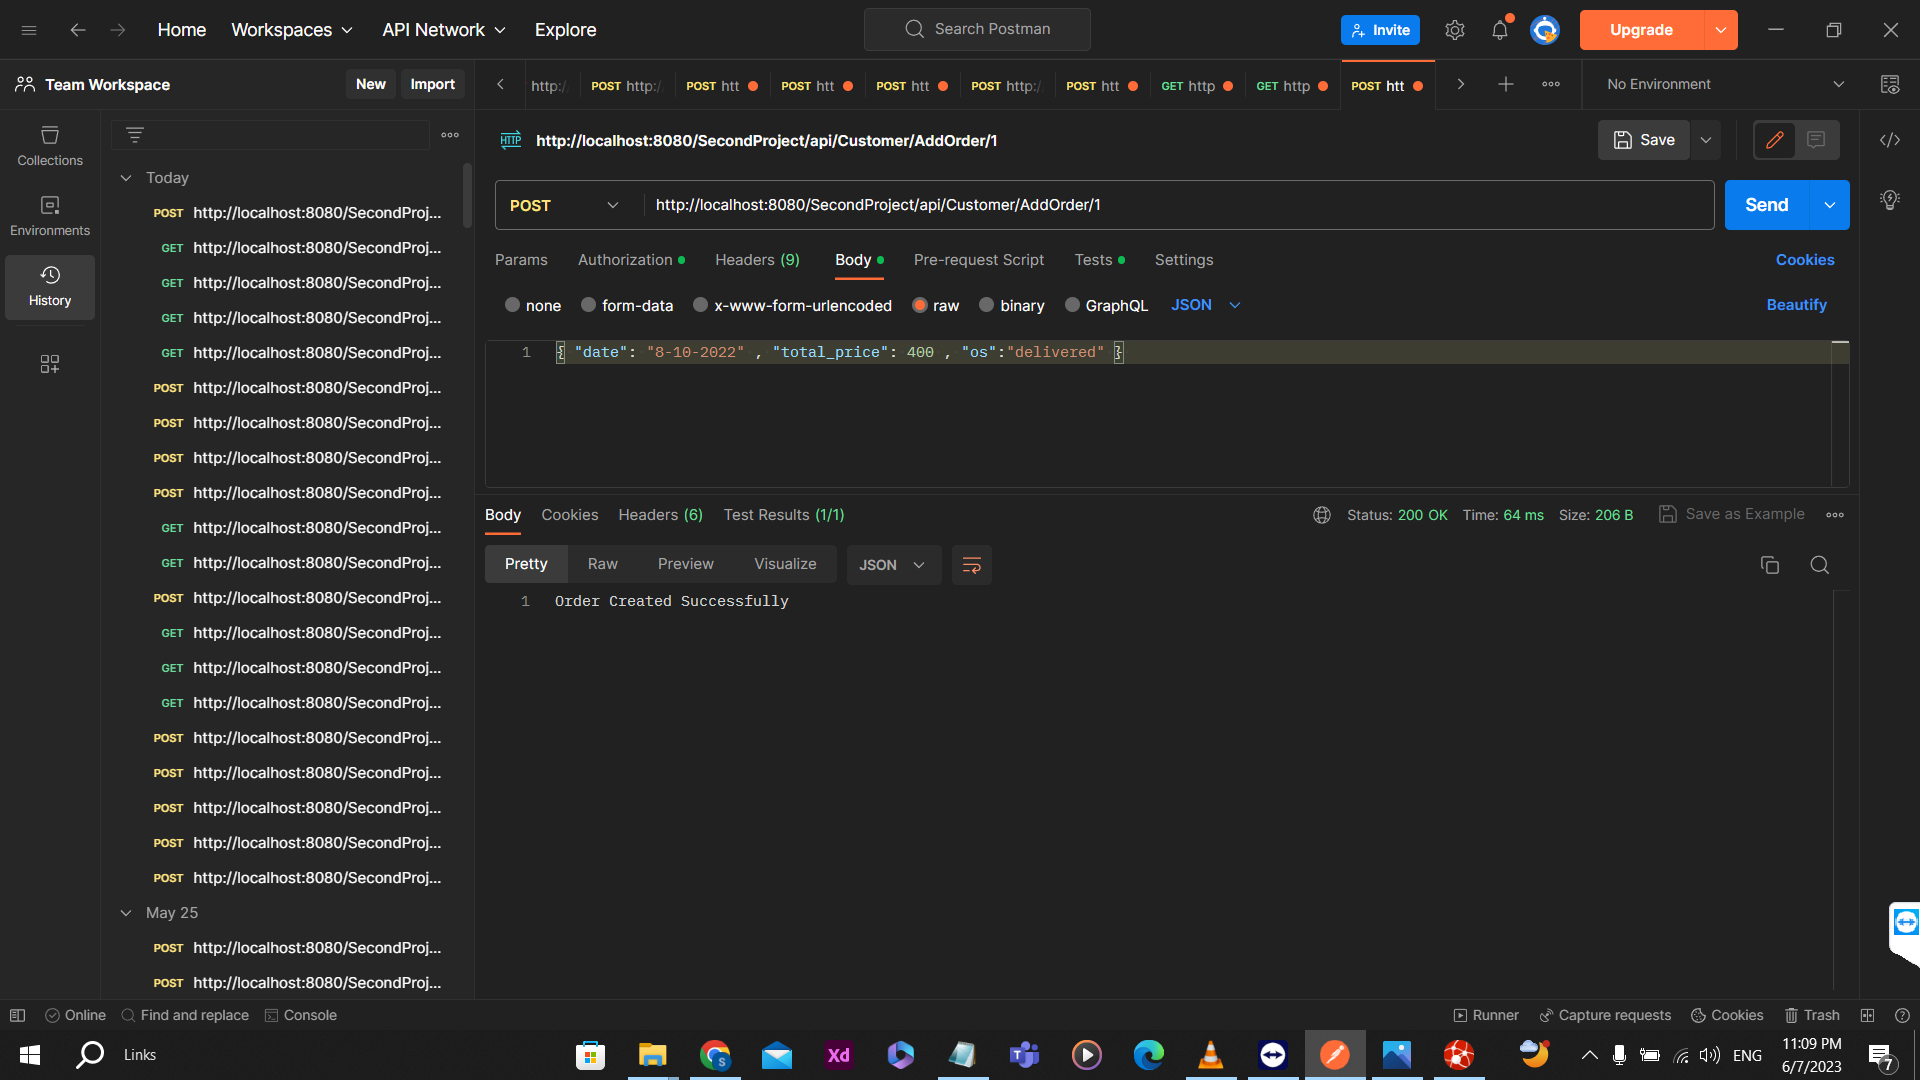 Home Workspaces API Network Explore Search Postman Invite Upgrade
Team Workspace New Import http:/ POST http:/ POST htt POST htt POST htt POST http:/ POST htt GET http GET http POST htt No Environment
HTTP http://localhost:8080/SecondProject/api/Customer/AddOrder/1 Save
Collections
Environments
History
Today
POST http://localhost:8080/SecondProj...
GET http://localhost:8080/SecondProj...
GET http://localhost:8080/SecondProj...
GET http://localhost:8080/SecondProj...
GET http://localhost:8080/SecondProj...
POST http://localhost:8080/SecondProj...
POST http://localhost:8080/SecondProj...
POST http://localhost:8080/SecondProj...
POST http://localhost:8080/SecondProj...
GET http://localhost:8080/SecondProj...
GET http://localhost:8080/SecondProj...
POST http://localhost:8080/SecondProj...
GET http://localhost:8080/SecondProj...
GET http://localhost:8080/SecondProj...
GET http://localhost:8080/SecondProj...
POST http://localhost:8080/SecondProj...
POST http://localhost:8080/SecondProj...
POST http://localhost:8080/SecondProj...
POST http://localhost:8080/SecondProj...
POST http://localhost:8080/SecondProj...
May 25
POST http://localhost:8080/SecondProj...
POST http://localhost:8080/SecondProj...
POST http://localhost:8080/SecondProject/api/Customer/AddOrder/1 Send
Params Authorization Headers (9) Body Pre-request Script Tests Settings Cookies
none form-data x-www-form-urlencoded raw binary GraphQL JSON Beautify
1 { "date": "8-10-2022" , "total_price": 400 , "os":"delivered" }
Body Cookies Headers (6) Test Results (1/1) Status: 200 OK Time: 64 ms Size: 206 B Save as Example
Pretty Raw Preview Visualize JSON
1 Order Created Successfully
Online Find and replace Console Runner Capture requests Cookies Trash
Links Xd S T ENG 11:09 PM
6/7/2023 7